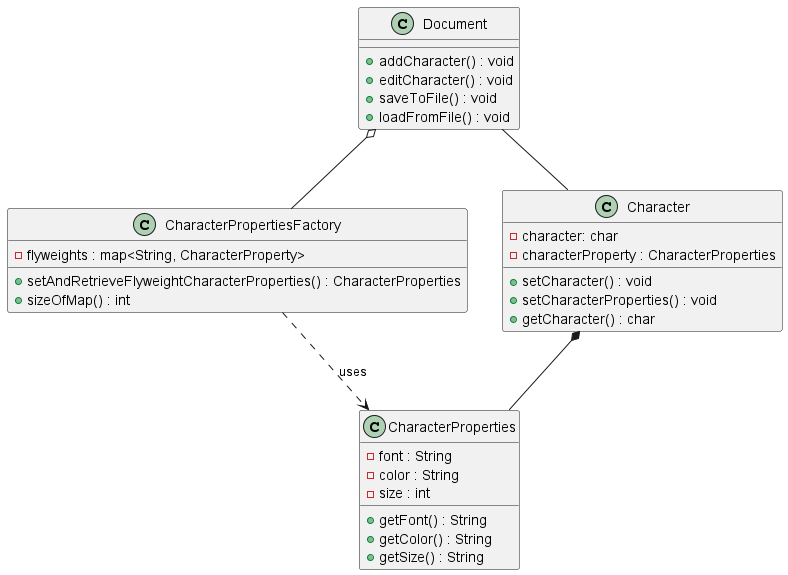 C Document
addCharacter() : void
editCharacter() : void
saveToFile() : void
loadFromFile() : void
C CharacterPropertiesFactory
flyweights : map<String, CharacterProperty>
setAndRetrieveFlyweightCharacterProperties() : CharacterProperties
sizeOfMap() : int
C Character
character: char
characterProperty : CharacterProperties
setCharacter() : void
setCharacterProperties() : void
getCharacter() : char
uses
C CharacterProperties
font : String
color : String
size : int
getFont() : String
getColor() : String
getSize() : String